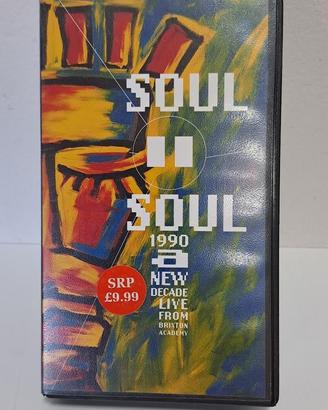 SOUL
II
SOUL
1990
a
NEW
DECADE
LIVE
FROM
BRIXTON
ACADEMY
SRP
£9.99